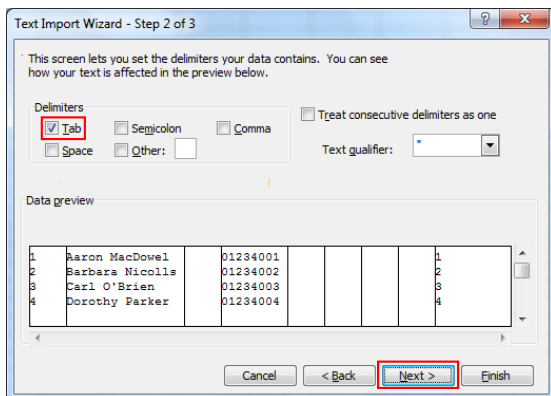 Text Import Wizard - Step 2 of 3
This screen lets you set the delimiters your data contains. You can see
how your text is affected in the preview below.
Delimiters
Tab Semicolon Comma
Space Other:
Treat consecutive delimiters as one
Text qualifier: "
Data preview
1 Aaron MacDowel 01234001 1
2 Barbara Nicolls 01234002 2
3 Carl O'Brien 01234003 3
4 Dorothy Parker 01234004 4
Cancel < Back Next > Finish